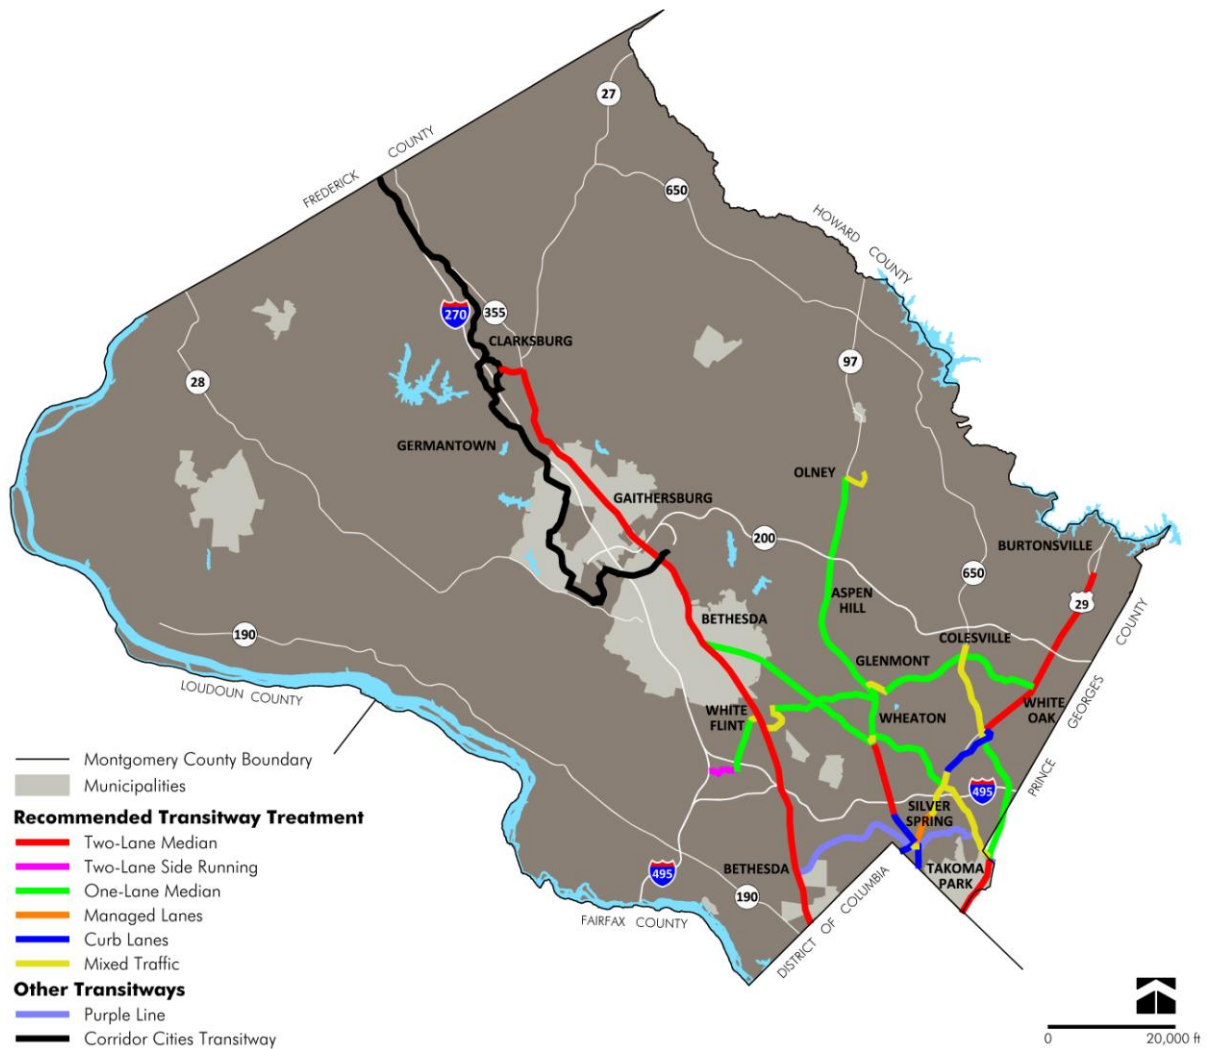 27
FREDERICK COUNTY
650
HOWARD COUNTY
270
355
CLARKSBURG
97
28
GERMANTOWN
OLNEY
GAITHERSBURG
200
BURTONSVILLE
650
ASPEN
HILL
29
BETHESDA
COLESVILLE
190
GLENMONT
LOUDOUN COUNTY
WHITE
FLINT
WHEATON
WHITE
OAK
PRINCE GEORGE'S COUNTY
495
SILVER
SPRING
BETHESDA
TAKOMA
PARK
495
190
FAIRFAX COUNTY
DISTRICT OF COLUMBIA
Montgomery County Boundary
Municipalities
Recommended Transitway Treatment
Two-Lane Median
Two-Lane Side Running
One-Lane Median
Managed Lanes
Curb Lanes
Mixed Traffic
Other Transitways
Purple Line
Corridor Cities Transitway
0 20,000 ft